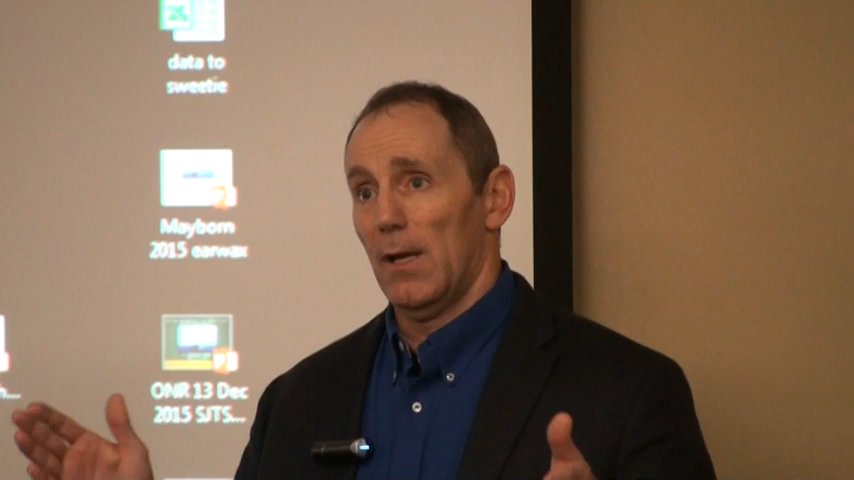 data to
sweetie
Mayborn
2015 earwax
ONR 13 Dec
2015 SJTS...